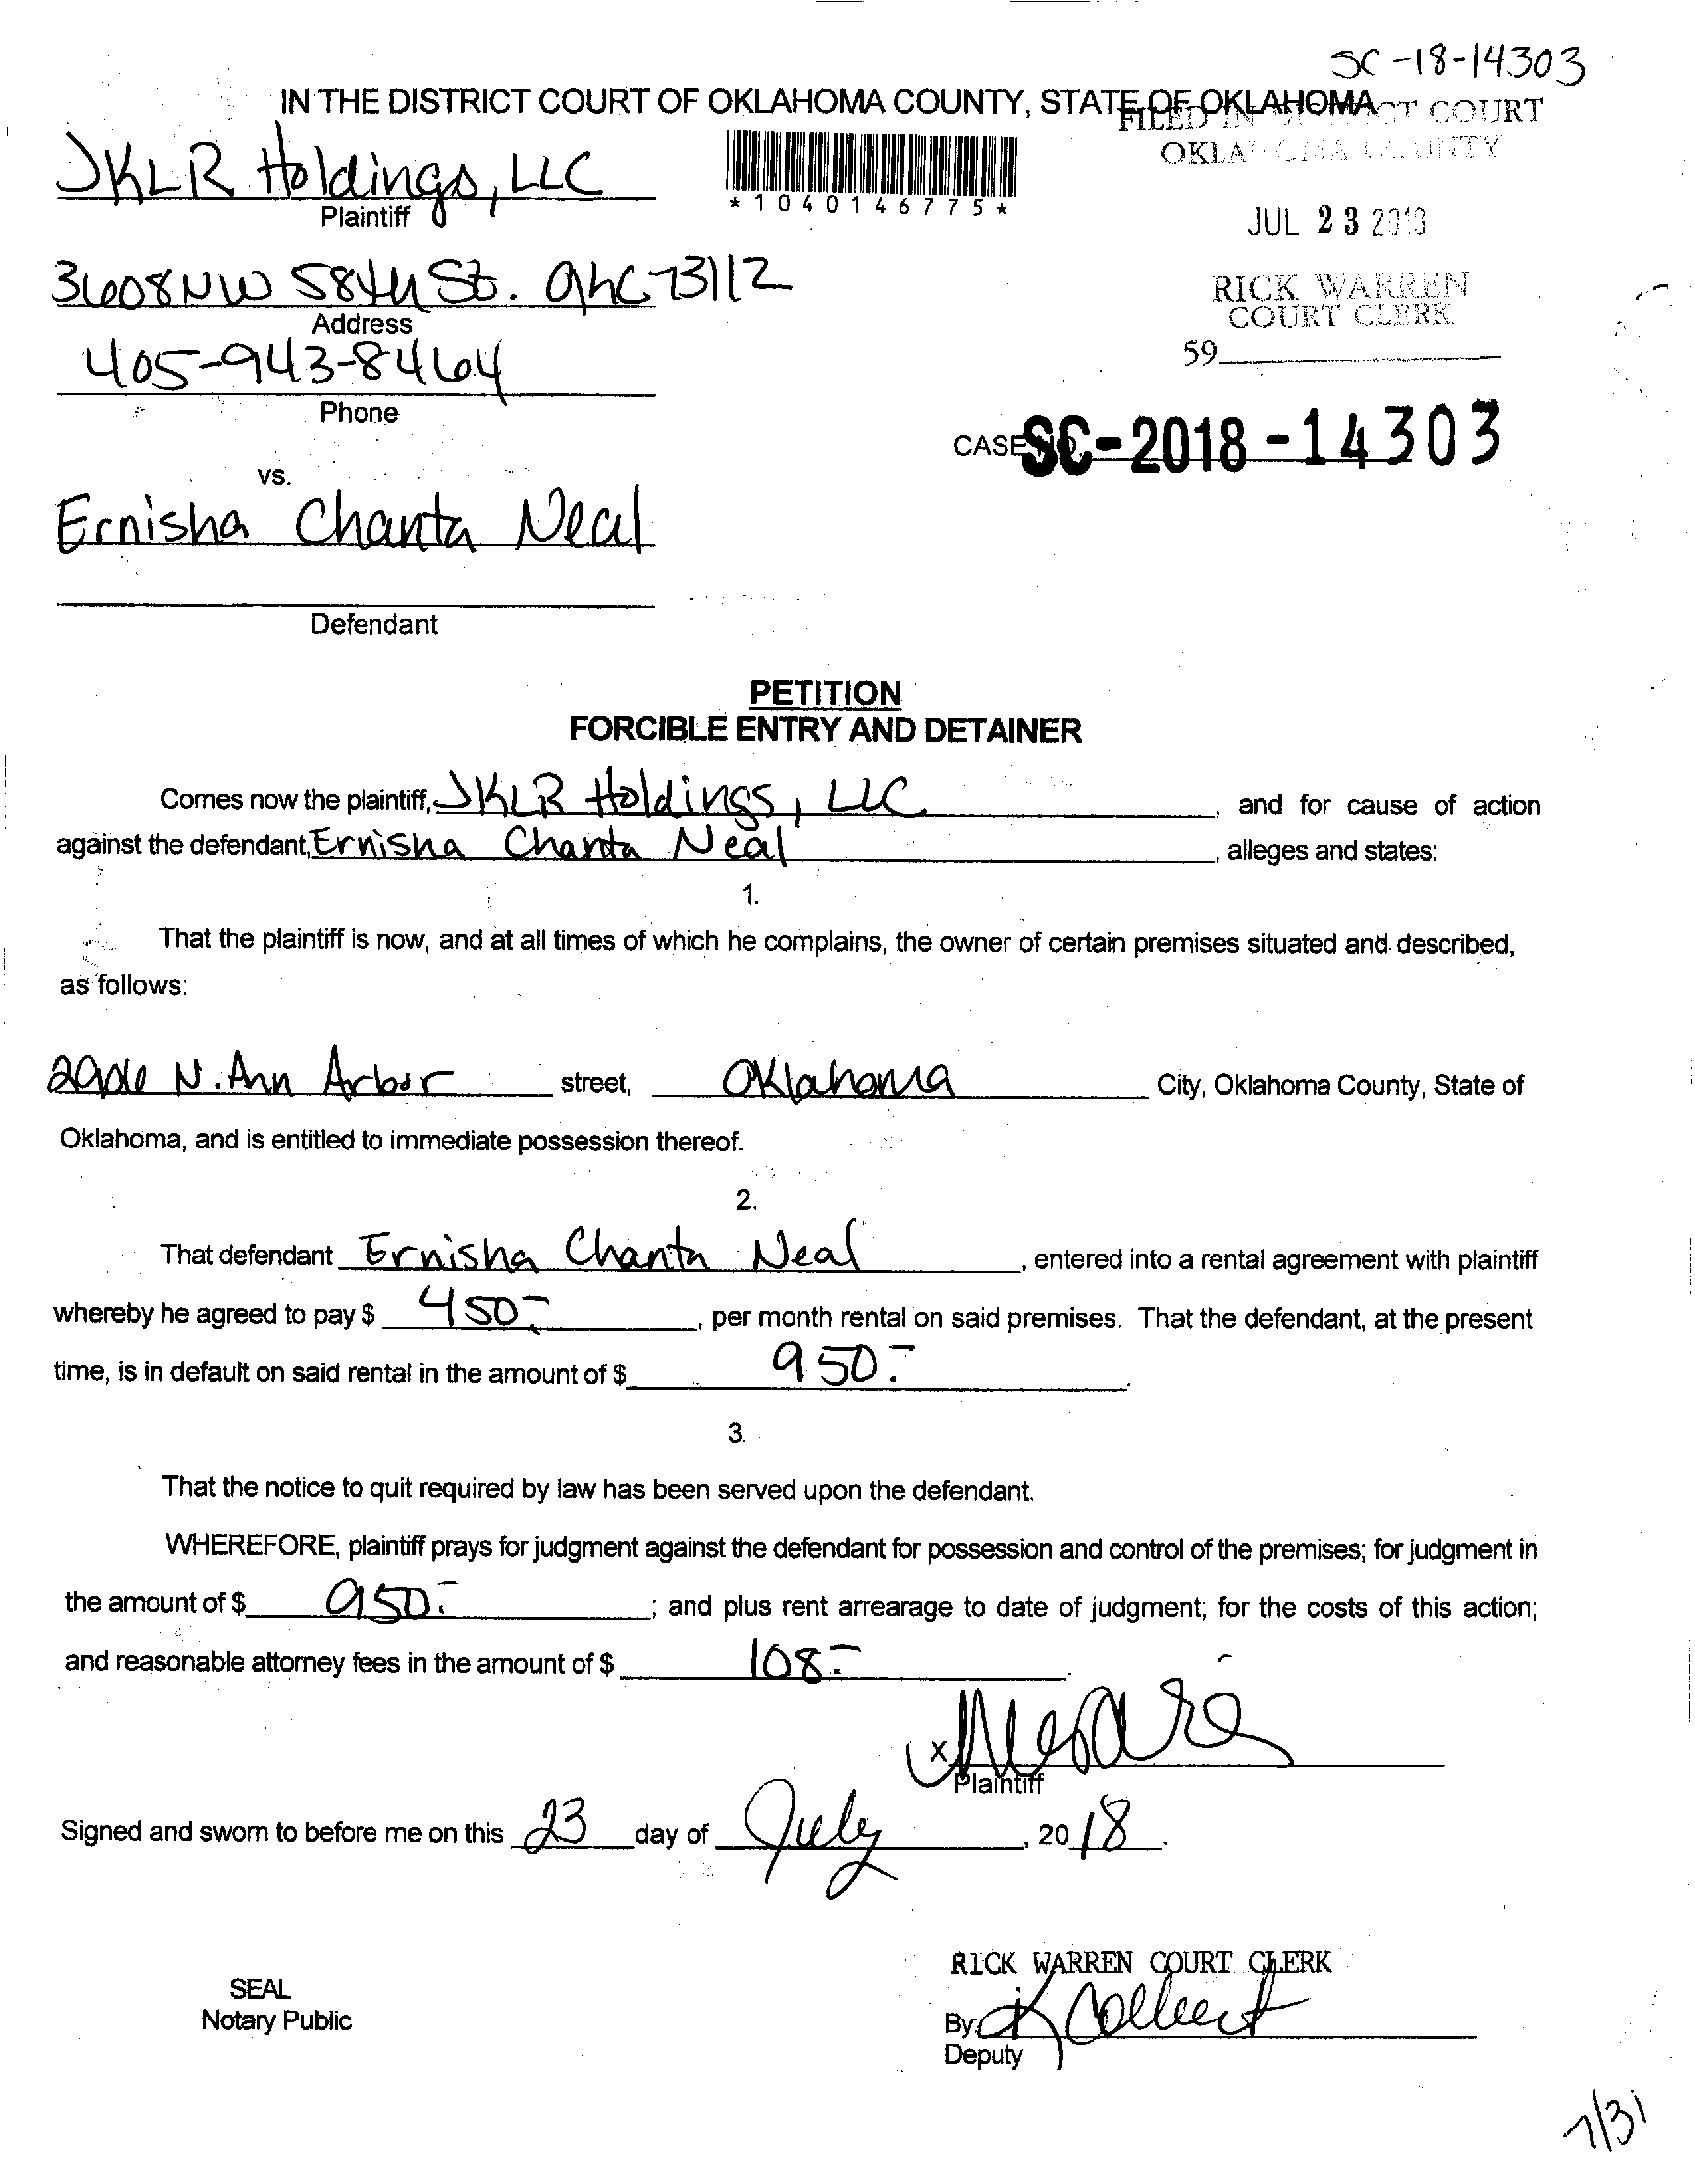 SC-18-14303
IN THE DISTRICT COURT OF OKLAHOMA COUNTY, STATE OF OKLAHOMA
FILED IN COURT
JKLR Holdings, LLC
Plaintiff
*1040146775*
JUL 23 2018
3608 NW 58th St. OKC 73112
Address
RICK WARREN
COURT CLERK
405-943-8464
Phone
59
CASE SC-2018-14303
vs.
Ernisha Chanta Neal
Defendant
PETITION
FORCIBLE ENTRY AND DETAINER
Comes now the plaintiff, JKLR Holdings, LLC, and for cause of action
against the defendant, Ernisha Chanta Neal, alleges and states:
1.
That the plaintiff is now, and at all times of which he complains, the owner of certain premises situated and described,
as follows:
N. Ann Arbor street, Oklahoma City, Oklahoma County, State of
Oklahoma, and is entitled to immediate possession thereof.
2.
That defendant Ernisha Chanta Neal, entered into a rental agreement with plaintiff
whereby he agreed to pay $ 450.-, per month rental on said premises. That the defendant, at the present
time, is in default on said rental in the amount of $ 950.-.
3.
That the notice to quit required by law has been served upon the defendant.
WHEREFORE, plaintiff prays for judgment against the defendant for possession and control of the premises; for judgment in
the amount of $ 950.-; and plus rent arrearage to date of judgment; for the costs of this action;
and reasonable attorney fees in the amount of $ 108.-
x
Plaintiff
Signed and sworn to before me on this 23 day of July, 2018.
RICK WARREN COURT CLERK
SEAL
Notary Public
By: K Colbert
Deputy
7/31